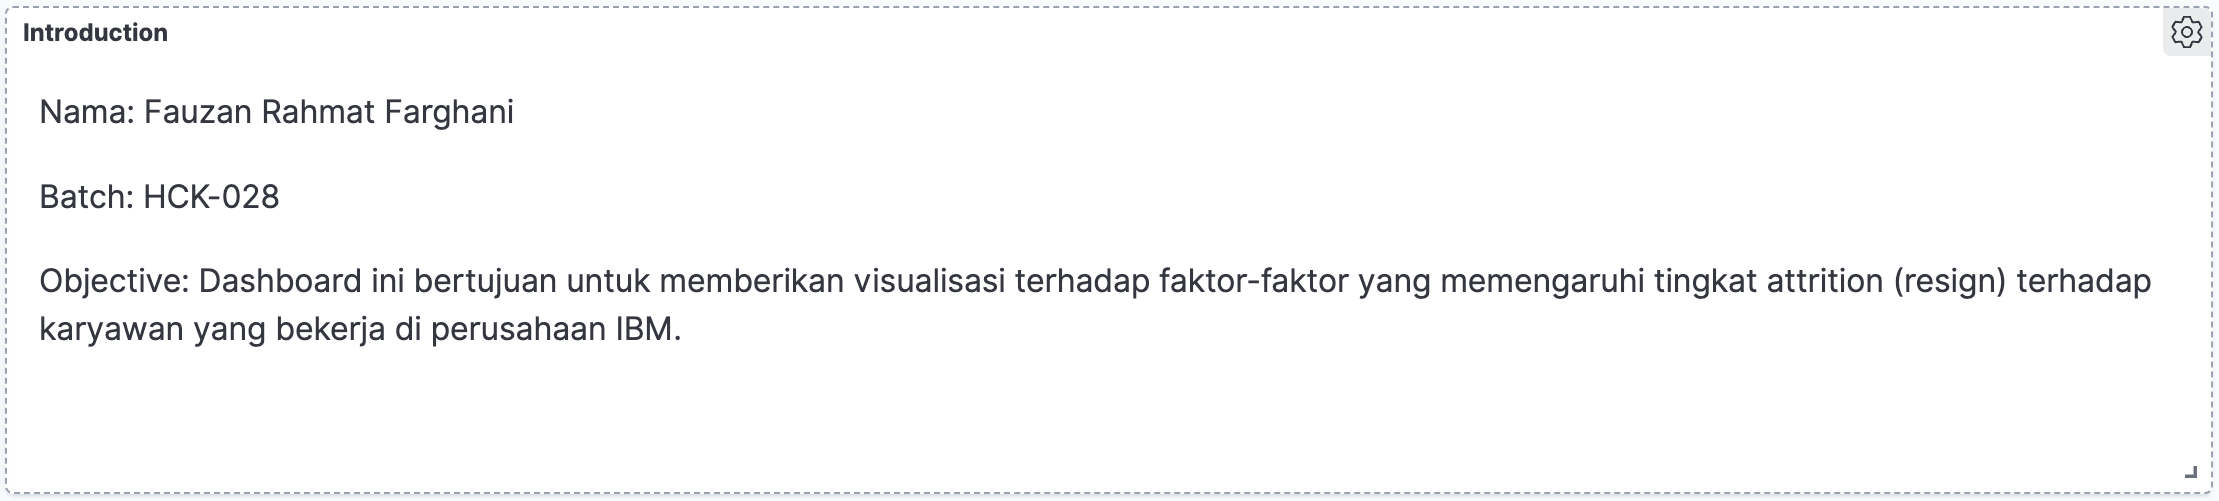 Introduction
Nama: Fauzan Rahmat Farghani
Batch: HCK-028
Objective: Dashboard ini bertujuan untuk memberikan visualisasi terhadap faktor-faktor yang memengaruhi tingkat attrition (resign) terhadap
karyawan yang bekerja di perusahaan IBM.